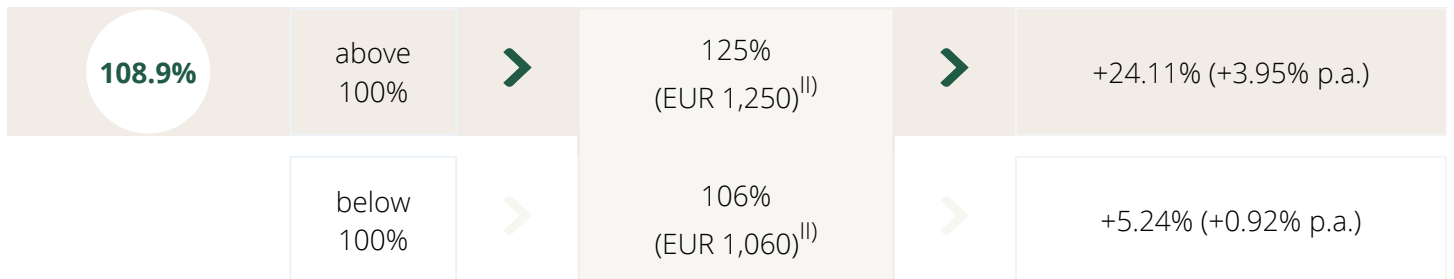 108.9%
above
100%
125%
(EUR 1,250)II)
+24.11% (+3.95% p.a.)
below
100%
106%
(EUR 1,060)II)
+5.24% (+0.92% p.a.)